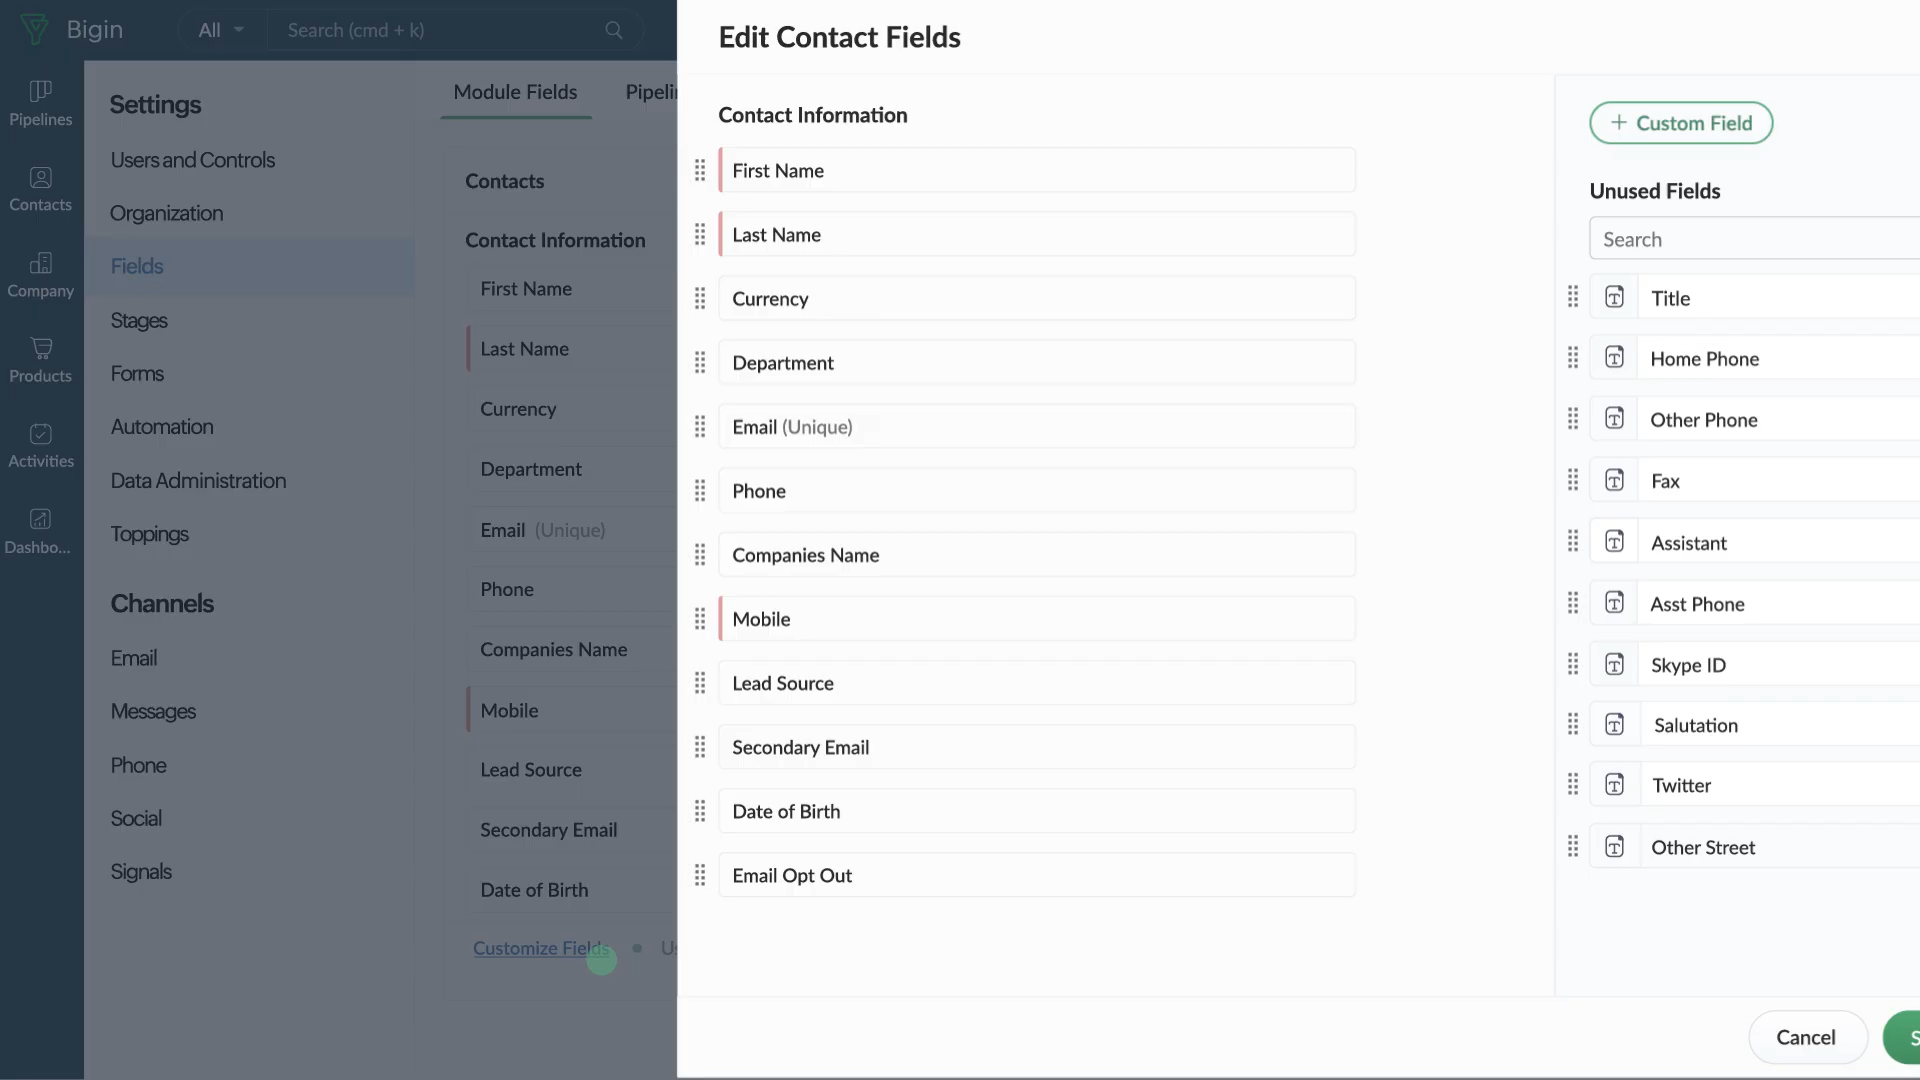 Bigin
All
Search (cmd + k)
Pipelines
Contacts
Company
Products
Activities
Dashbo...
Settings
Users and Controls
Organization
Fields
Stages
Forms
Automation
Data Administration
Toppings
Channels
Email
Messages
Phone
Social
Signals
Module Fields
Pipeli
Contacts
Contact Information
First Name
Last Name
Currency
Department
Email (Unique)
Phone
Companies Name
Mobile
Lead Source
Secondary Email
Date of Birth
Customize Fields • Us
Edit Contact Fields
Contact Information
First Name
Last Name
Currency
Department
Email (Unique)
Phone
Companies Name
Mobile
Lead Source
Secondary Email
Date of Birth
Email Opt Out
+ Custom Field
Unused Fields
Search
Title
Home Phone
Other Phone
Fax
Assistant
Asst Phone
Skype ID
Salutation
Twitter
Other Street
Cancel
S